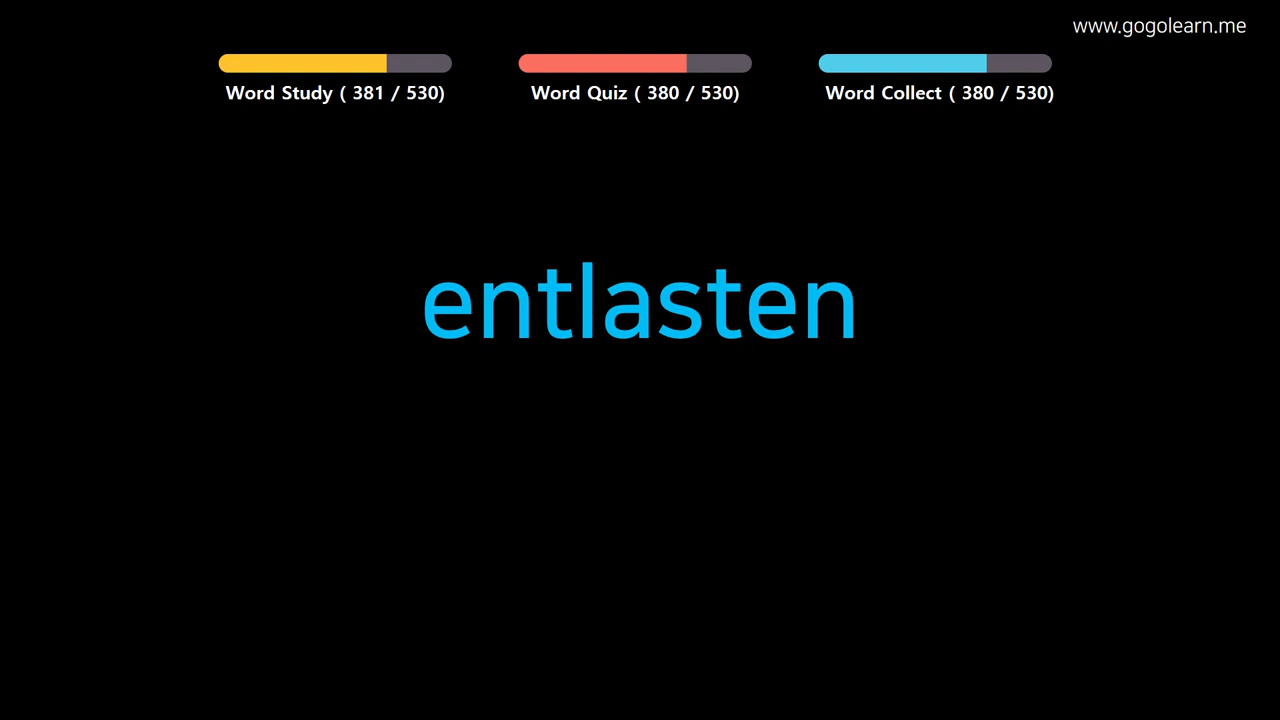 www.gogolearn.me
Word Study ( 381 / 530)
Word Quiz ( 380 / 530)
Word Collect ( 380 / 530)
entlasten